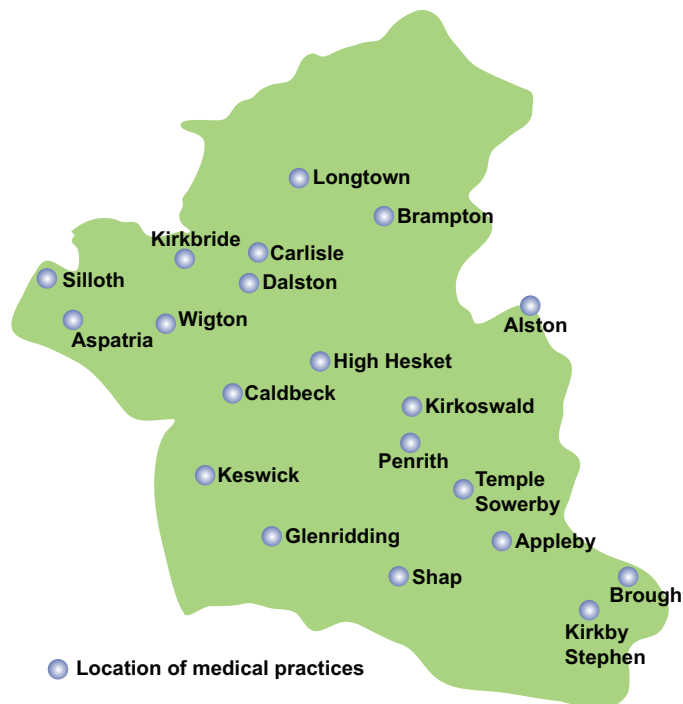 Longtown
Brampton
Kirkbride
Carlisle
Silloth
Dalston
Aspatria
Wigton
Alston
High Hesket
Caldbeck
Kirkoswald
Penrith
Keswick
Temple
Sowerby
Glenridding
Appleby
Shap
Brough
Kirkby
Stephen
Location of medical practices